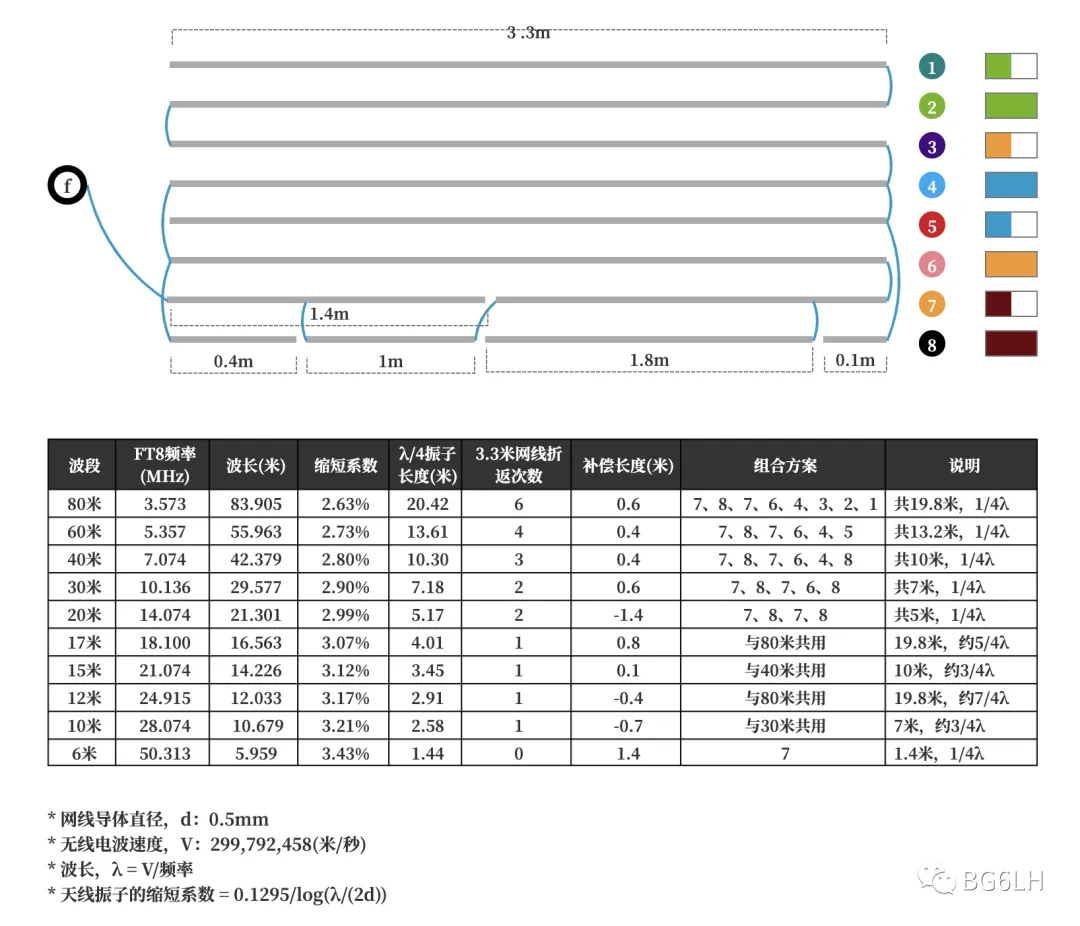 3 .3m
1
2
3
f
4
5
6
7
1.4m
8
0.4m 1m 1.8m 0.1m
波段 FT8频率(MHz) 波长(米) 缩短系数 λ/4振子长度(米) 3.3米网线折返次数 补偿长度(米) 组合方案 说明
80米 3.573 83.905 2.63% 20.42 6 0.6 7、8、7、6、4、3、2、1 共19.8米，1/4λ
60米 5.357 55.963 2.73% 13.61 4 0.4 7、8、7、6、4、5 共13.2米，1/4λ
40米 7.074 42.379 2.80% 10.30 3 0.4 7、8、7、6、4、8 共10米，1/4λ
30米 10.136 29.577 2.90% 7.18 2 0.6 7、8、7、6、8 共7米，1/4λ
20米 14.074 21.301 2.99% 5.17 2 -1.4 7、8、7、8 共5米，1/4λ
17米 18.100 16.563 3.07% 4.01 1 0.8 与80米共用 19.8米，约5/4λ
15米 21.074 14.226 3.12% 3.45 1 0.1 与40米共用 10米，约3/4λ
12米 24.915 12.033 3.17% 2.91 1 -0.4 与80米共用 19.8米，约7/4λ
10米 28.074 10.679 3.21% 2.58 1 -0.7 与30米共用 7米，约3/4λ
6米 50.313 5.959 3.43% 1.44 0 1.4 7 1.4米，1/4λ
* 网线导体直径，d：0.5mm
* 无线电波速度，V：299,792,458(米/秒)
* 波长，λ = V/频率
* 天线振子的缩短系数 = 0.1295/log(λ/(2d))
BG6LH